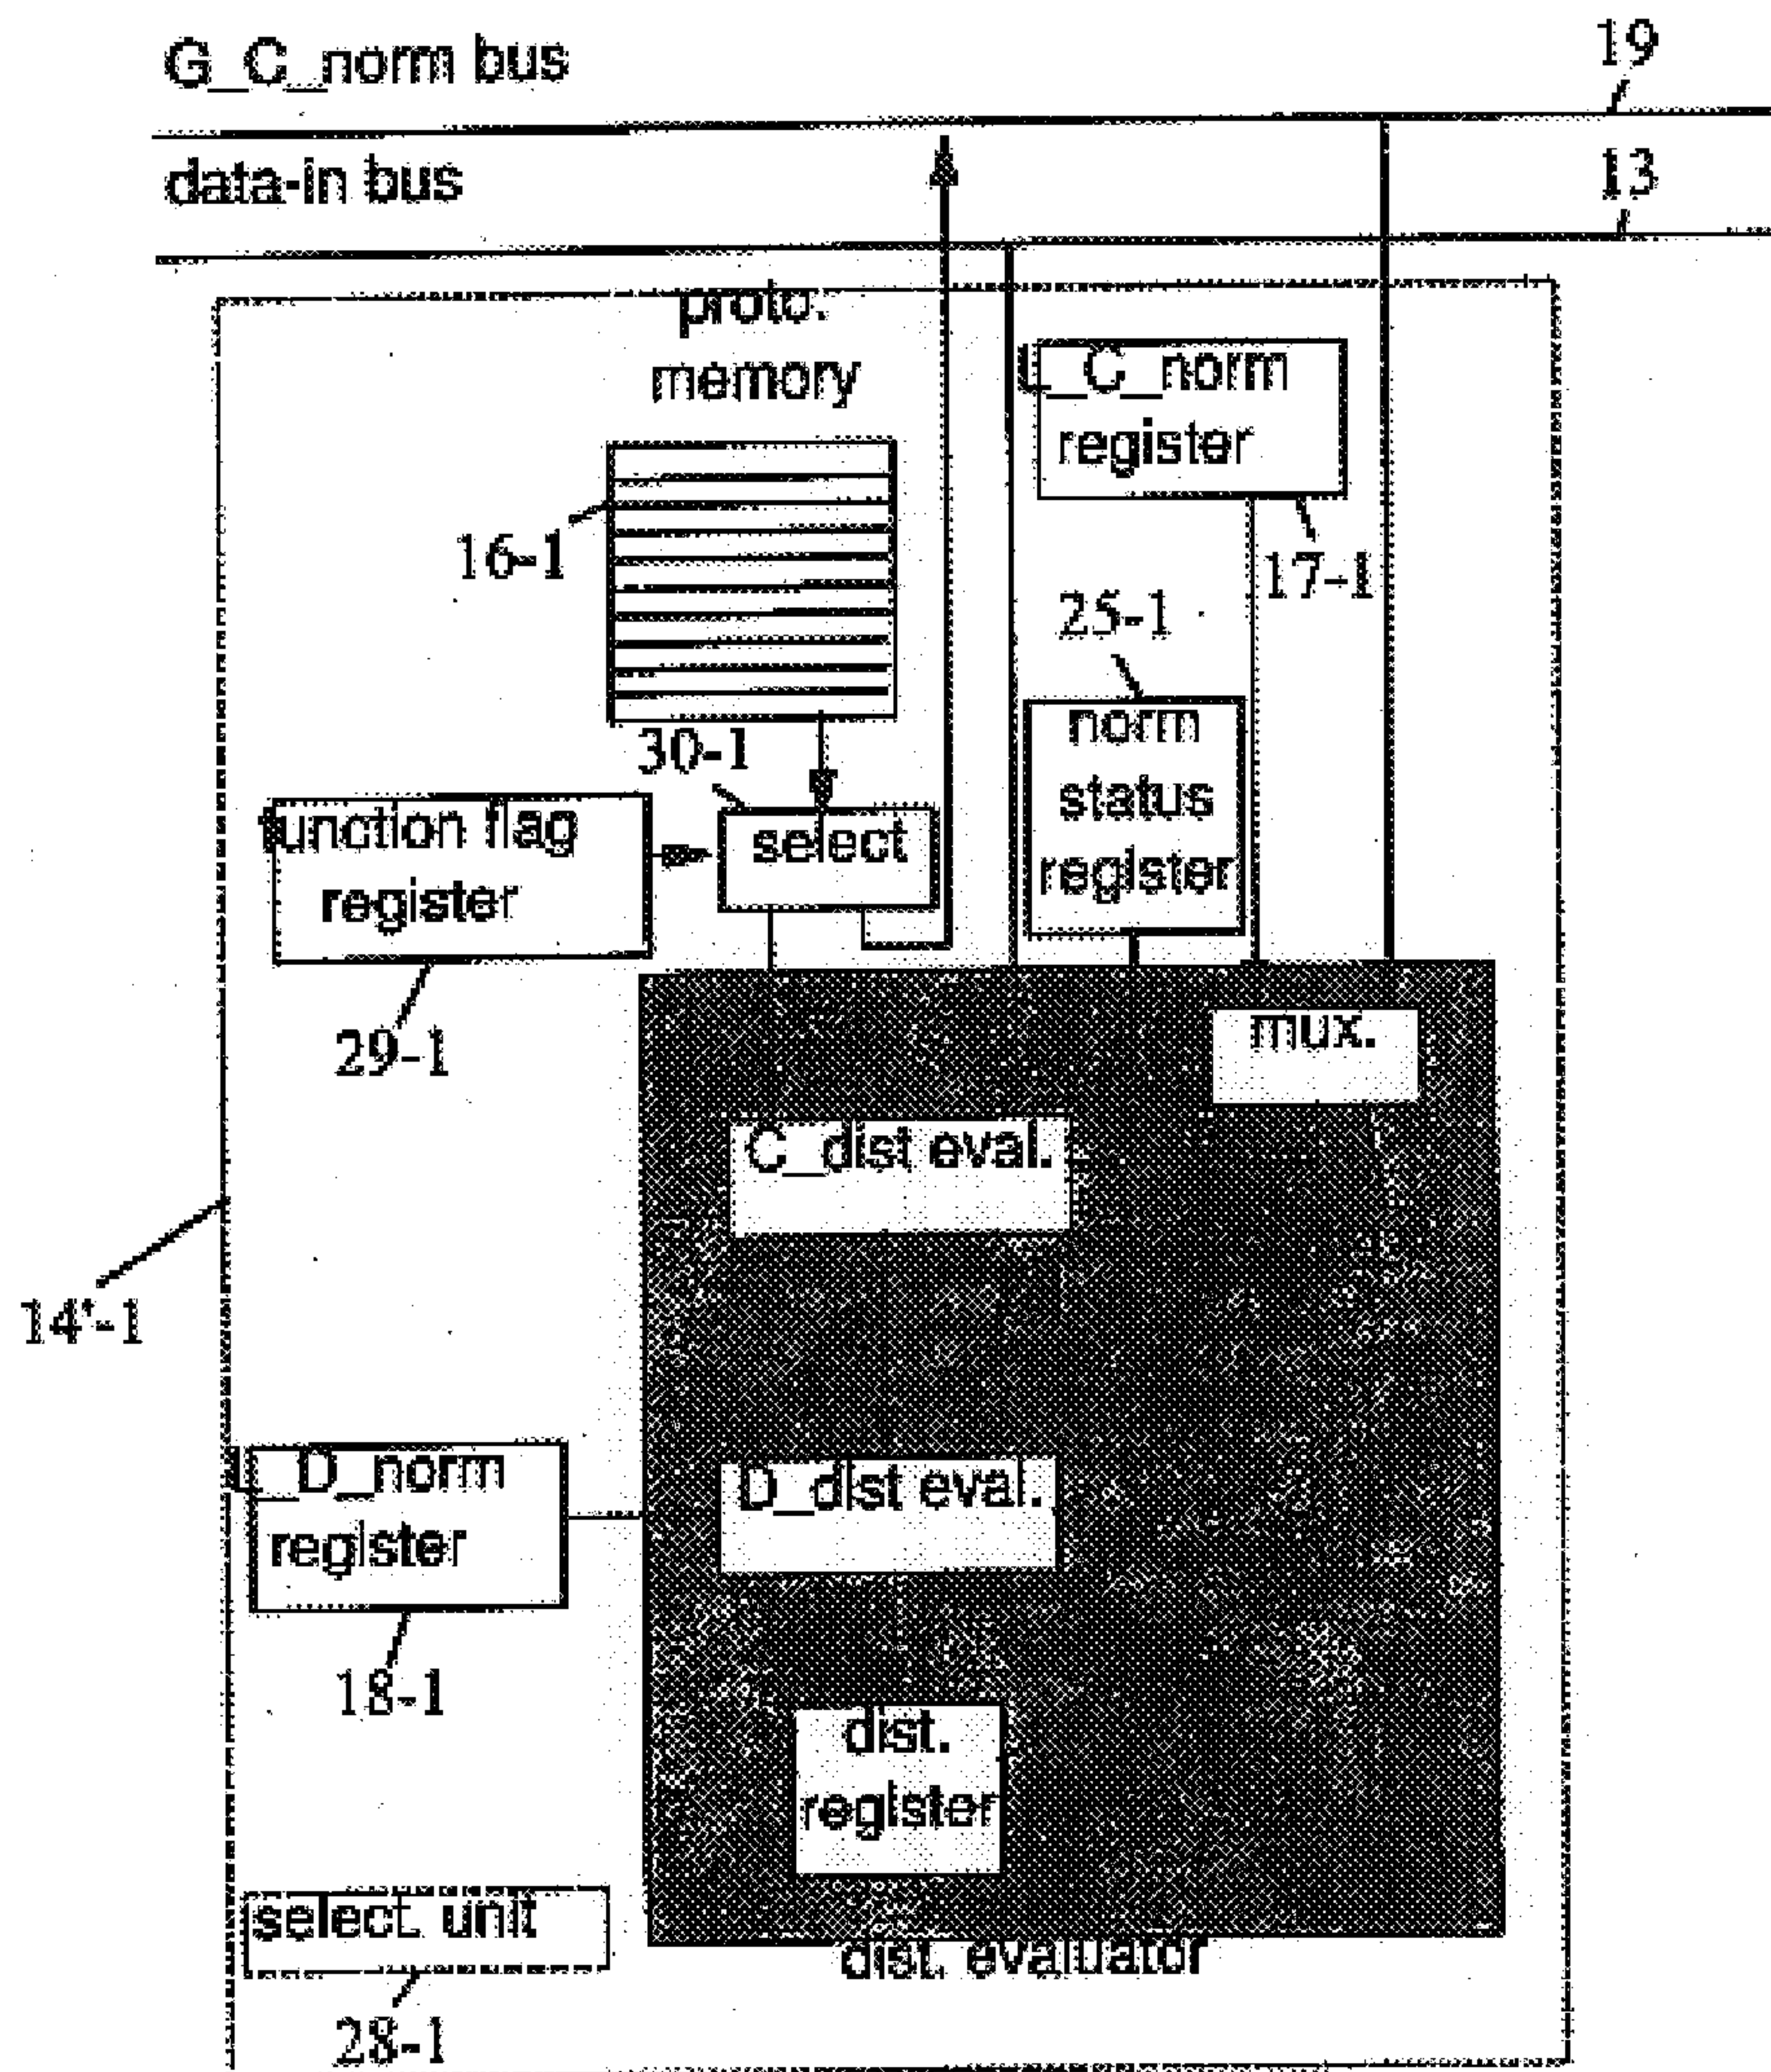 G_C_norm bus
19
data-in bus
13
proto.
memory
L_C_norm
register
16-1
17-1
25-1
norm
status
register
30-1
select
function flag
register
29-1
mux.
C_dist eval.
14'-1
L_D_norm
register
D_dist eval.
18-1
dist.
register
select unit
dist. evaluator
28-1